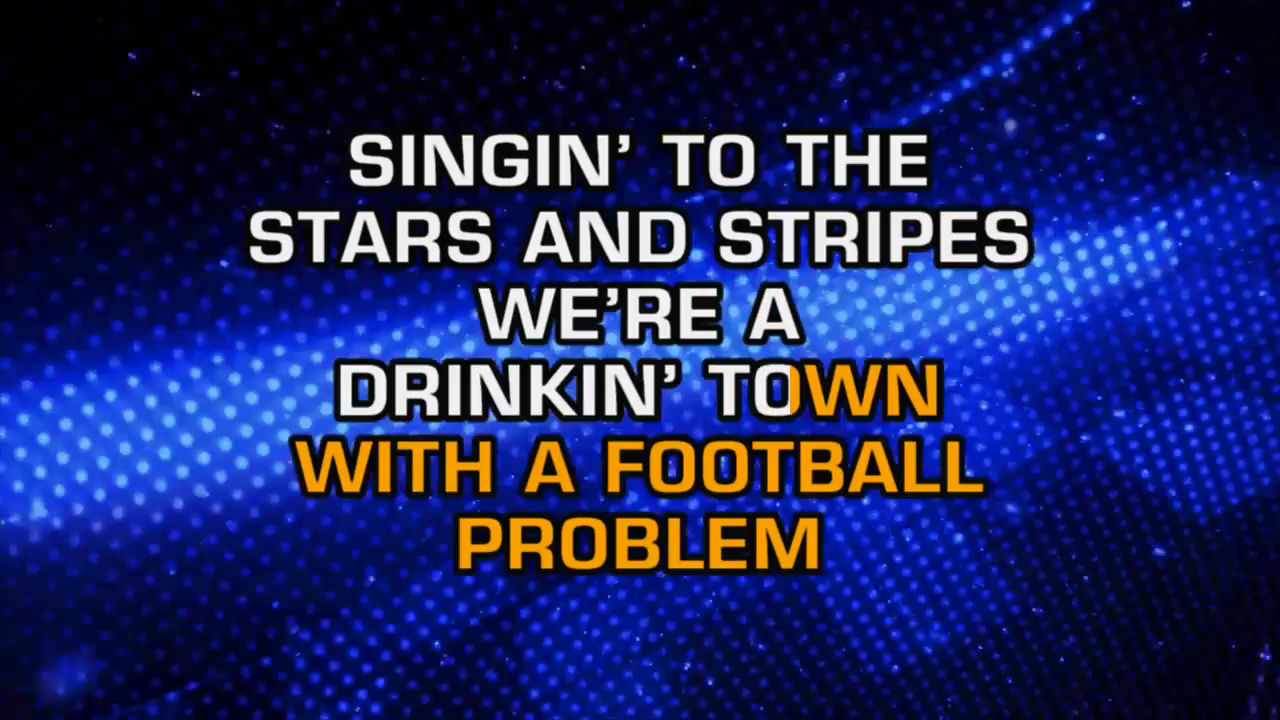 SINGIN’ TO THE
STARS AND STRIPES
WE’RE A
DRINKIN’ TOWN
WITH A FOOTBALL
PROBLEM